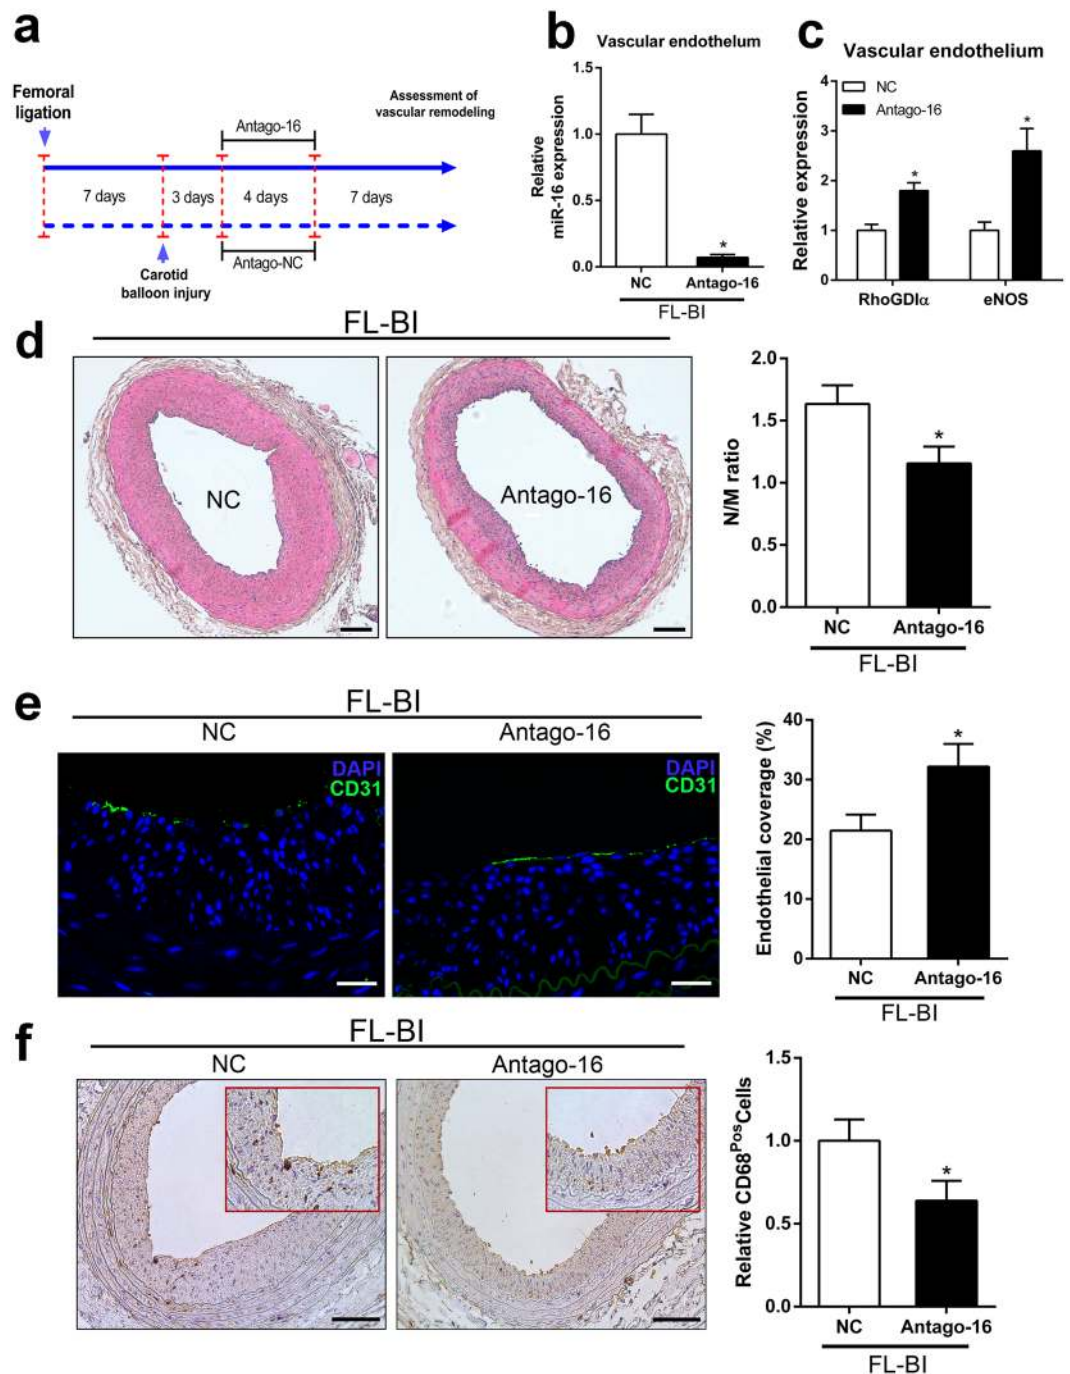 a
Femoral
ligation
Assessment of
vascular remodeling
Antago-16
7 days
3 days
4 days
7 days
Antago-NC
Carotid
balloon injury
b
Vascular endothelum
Relative
miR-16 expression
1.5
1.0
0.5
0.0
*
NC
Antago-16
FL-BI
c
Vascular endothelium
NC
Antago-16
Relative expression
4
3
2
1
0
*
*
RhoGDIα
eNOS
d
FL-BI
NC
Antago-16
N/M ratio
2.0
1.5
1.0
0.5
0.0
*
NC
Antago-16
FL-BI
e
FL-BI
NC
Antago-16
DAPI
CD31
DAPI
CD31
Endothelial coverage (%)
40
30
20
10
0
*
NC
Antago-16
FL-BI
f
FL-BI
NC
Antago-16
Relative CD68PosCells
1.5
1.0
0.5
0.0
*
NC
Antago-16
FL-BI